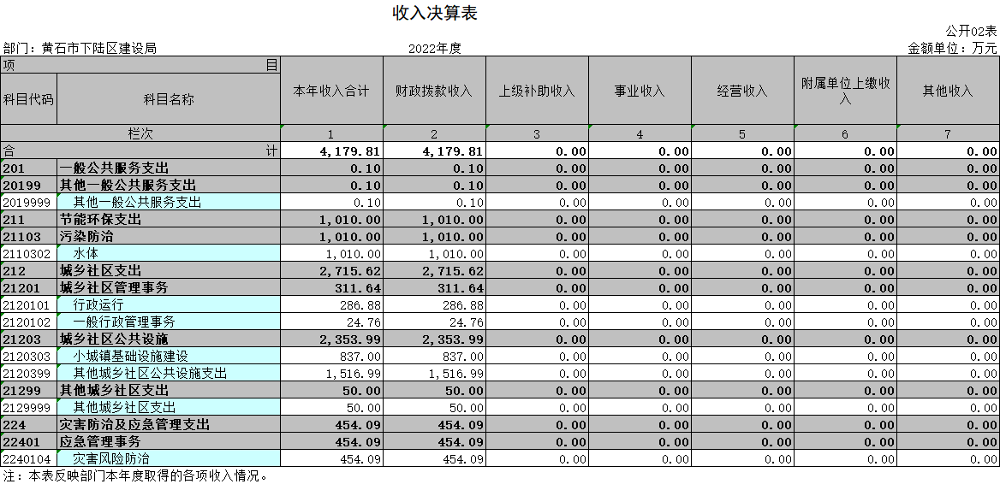 收入决算表
公开02表
部门：黄石市下陆区建设局 2022年度 金额单位：万元
项 目 本年收入合计 财政拨款收入 上级补助收入 事业收入 经营收入 附属单位上缴收入 其他收入
科目代码 科目名称
栏次 1 2 3 4 5 6 7
合 计 4,179.81 4,179.81 0.00 0.00 0.00 0.00 0.00
201 一般公共服务支出 0.10 0.10 0.00 0.00 0.00 0.00 0.00
20199 其他一般公共服务支出 0.10 0.10 0.00 0.00 0.00 0.00 0.00
2019999 其他一般公共服务支出 0.10 0.10 0.00 0.00 0.00 0.00 0.00
211 节能环保支出 1,010.00 1,010.00 0.00 0.00 0.00 0.00 0.00
21103 污染防治 1,010.00 1,010.00 0.00 0.00 0.00 0.00 0.00
2110302 水体 1,010.00 1,010.00 0.00 0.00 0.00 0.00 0.00
212 城乡社区支出 2,715.62 2,715.62 0.00 0.00 0.00 0.00 0.00
21201 城乡社区管理事务 311.64 311.64 0.00 0.00 0.00 0.00 0.00
2120101 行政运行 286.88 286.88 0.00 0.00 0.00 0.00 0.00
2120102 一般行政管理事务 24.76 24.76 0.00 0.00 0.00 0.00 0.00
21203 城乡社区公共设施 2,353.99 2,353.99 0.00 0.00 0.00 0.00 0.00
2120303 小城镇基础设施建设 837.00 837.00 0.00 0.00 0.00 0.00 0.00
2120399 其他城乡社区公共设施支出 1,516.99 1,516.99 0.00 0.00 0.00 0.00 0.00
21299 其他城乡社区支出 50.00 50.00 0.00 0.00 0.00 0.00 0.00
2129999 其他城乡社区支出 50.00 50.00 0.00 0.00 0.00 0.00 0.00
224 灾害防治及应急管理支出 454.09 454.09 0.00 0.00 0.00 0.00 0.00
22401 应急管理事务 454.09 454.09 0.00 0.00 0.00 0.00 0.00
2240104 灾害风险防治 454.09 454.09 0.00 0.00 0.00 0.00 0.00
注：本表反映部门本年度取得的各项收入情况。